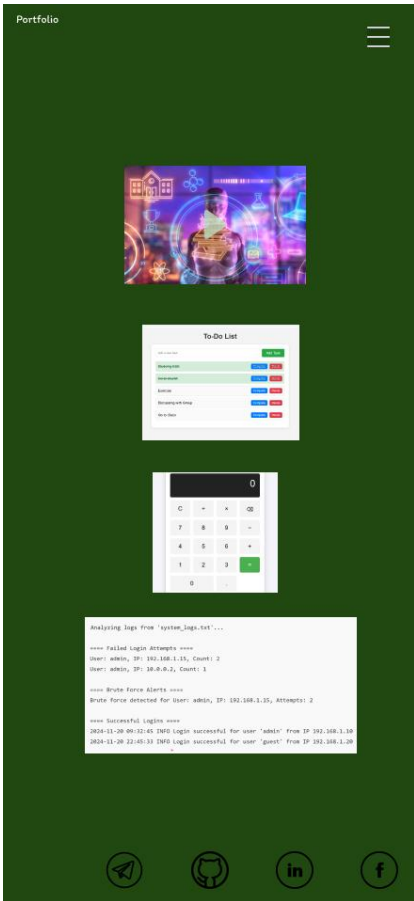 Portfolio
To-Do List
Add Task
0
C ÷ × ⌫
7 8 9 -
4 5 6 +
1 2 3 =
0 .
Analyzing logs from 'system_logs.txt'...
==== Failed Login Attempts ====
User: admin, IP: 192.168.1.15, Count: 2
User: admin, IP: 10.0.0.2, Count: 1
==== Brute Force Alerts ====
Brute force detected for User: admin, IP: 192.168.1.15, Attempts: 2
==== Successful Logins ====
2024-11-20 09:32:45 INFO Login successful for user 'admin' from IP 192.168.1.10
2024-11-20 22:45:33 INFO Login successful for user 'guest' from IP 192.168.1.20
in
f